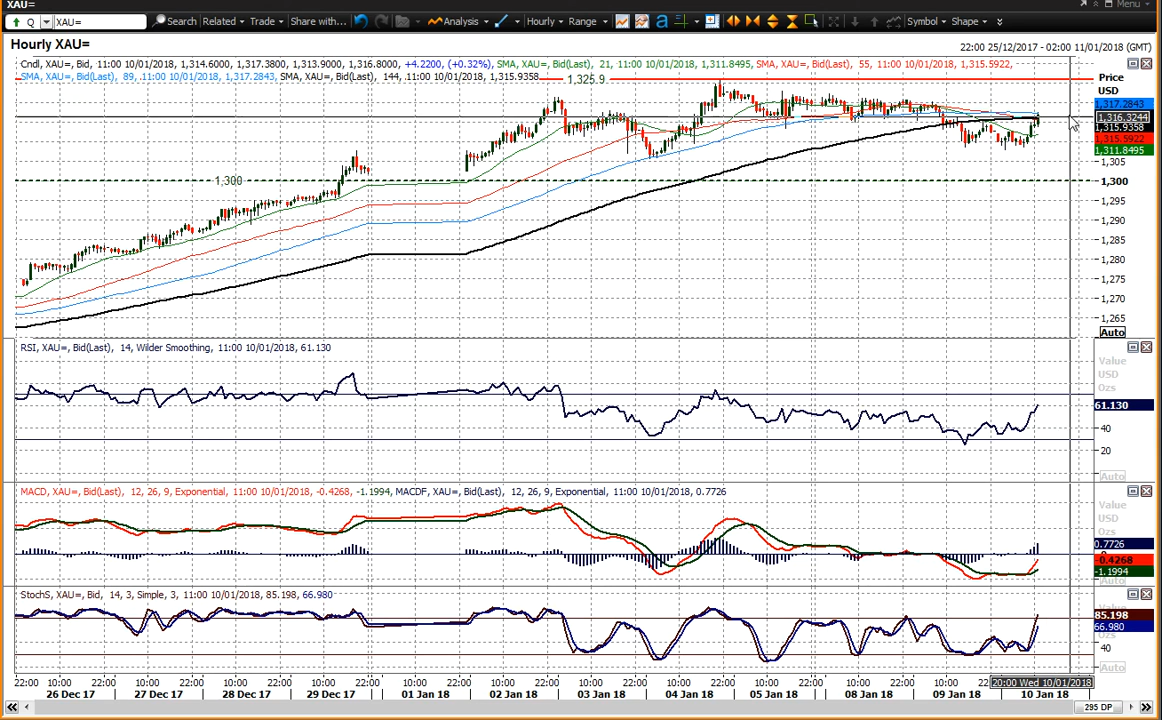 XAU=
Menu
Q XAU= Search Related Trade Share with... Analysis Hourly Range Symbol Shape
Hourly XAU=
22:00 25/12/2017 - 02:00 11/01/2018 (GMT)
Cndl, XAU=, Bid, 11:00 10/01/2018, 1,314.6000, 1,317.3800, 1,313.9000, 1,316.8000, +4.2200, (+0.32%), SMA, XAU=, Bid(Last), 21, 11:00 10/01/2018, 1,311.8495, SMA, XAU=, Bid(Last), 55, 11:00 10/01/2018, 1,315.5922,
SMA, XAU=, Bid(Last), 89, 11:00 10/01/2018, 1,317.2843, SMA, XAU=, Bid(Last), 144, 11:00 10/01/2018, 1,315.9358
1,325.9
Price
USD
1,317.2843
1,316.3244
1,315.9358
1,315.5922
1,311.8495
1,305
1,300
1,300
1,295
1,290
1,285
1,280
1,275
1,270
1,265
Auto
RSI, XAU=, Bid(Last), 14, Wilder Smoothing, 11:00 10/01/2018, 61.130
Value
USD
Ozs
61.130
40
20
Auto
MACD, XAU=, Bid(Last), 12, 26, 9, Exponential, 11:00 10/01/2018, -0.4268, -1.1994, MACDF, XAU=, Bid(Last), 12, 26, 9, Exponential, 11:00 10/01/2018, 0.7726
Value
USD
Ozs
0.7726
-0.4268
-1.1994
Auto
StochS, XAU=, Bid, 14, 3, Simple, 3, 11:00 10/01/2018, 85.198, 66.980
Value
85.198
66.980
Ozs
40
Auto
22:00 10:00 22:00 10:00 22:00 10:00 22:00 10:00 22:00 10:00 22:00 10:00 22:00 10:00 22:00 10:00 22:00 10:00 22:00 10:00 22:00 10:00 20:00 Wed 10/01/2018
26 Dec 17 27 Dec 17 28 Dec 17 29 Dec 17 01 Jan 18 02 Jan 18 03 Jan 18 04 Jan 18 05 Jan 18 08 Jan 18 09 Jan 18 10 Jan 18
295 DP